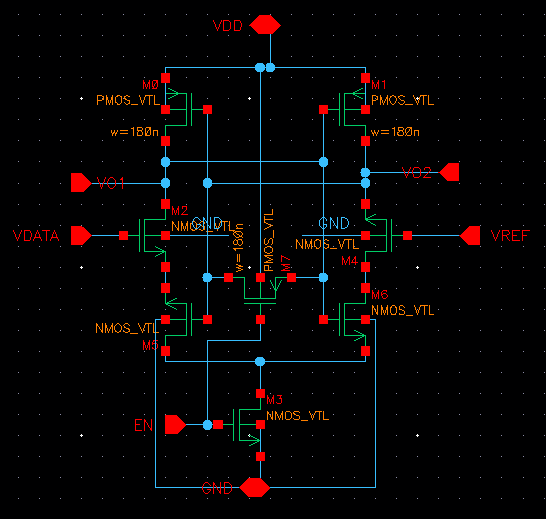 VDD
M0
M1
PMOS_VTL
PMOS_VTL
w=180n
w=180n
VO1
VO2
M2
GND
GND
NMOS_VTL
VDATA
VREF
NMOS_VTL
M4
w=180n
PMOS_VTL
M7
M6
NMOS_VTL
NMOS_VTL
M5
M3
NMOS_VTL
EN
GND